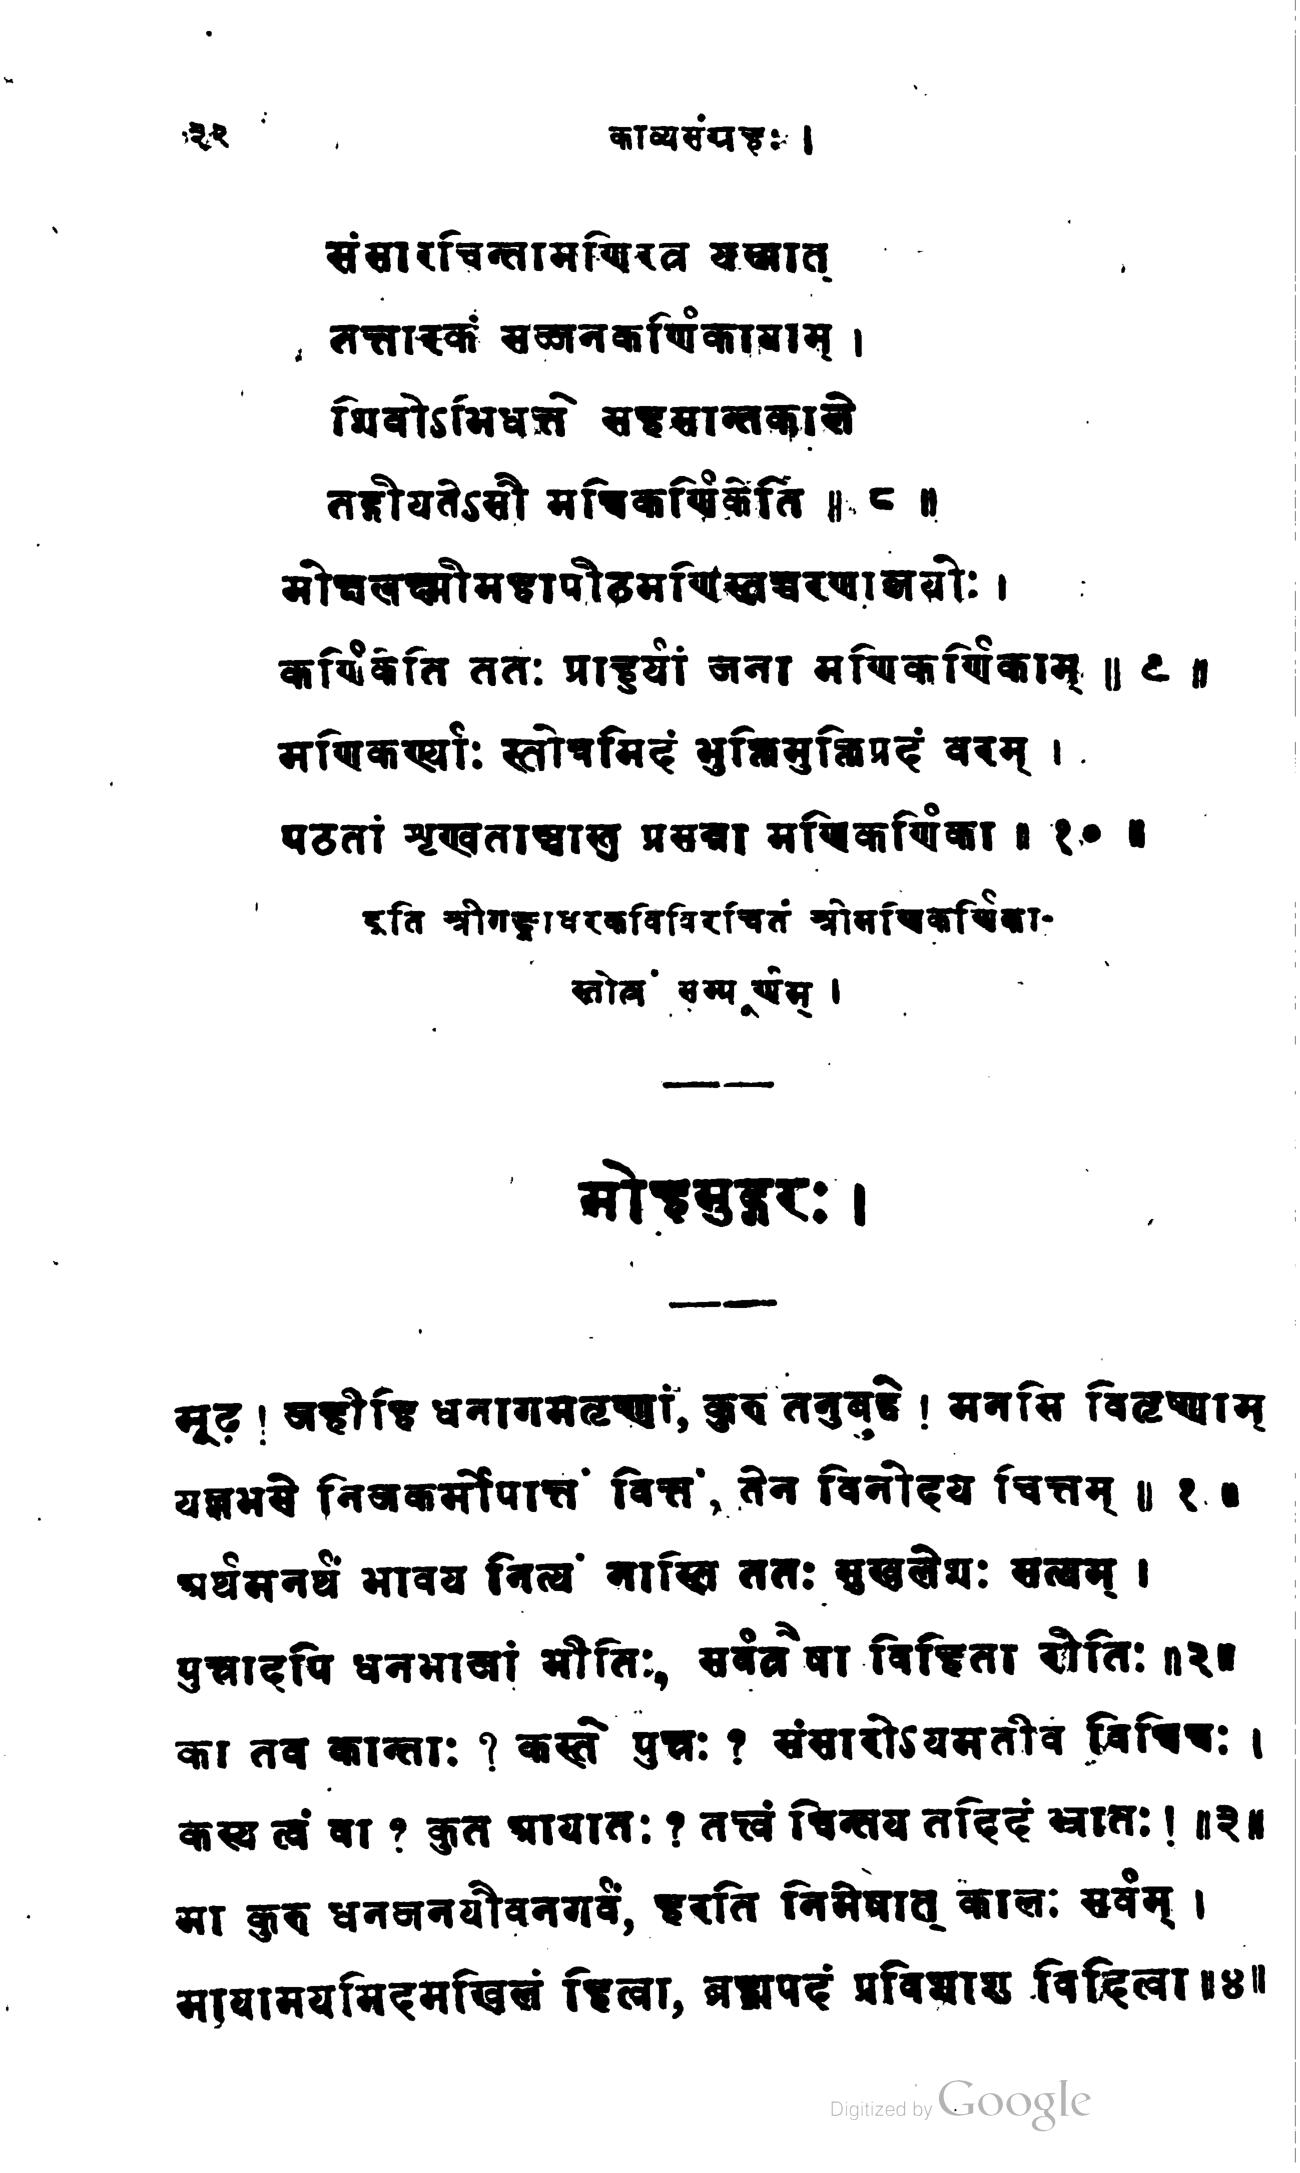 ३२ काव्यसंग्रहः ।
संसारचिन्तामणिरत्र यस्मात्
तत्तारकं सज्जनकर्णिकायाम् ।
शिवोऽभिधत्ते सहसान्तकाले
तद्गीयतेऽसौ मणिकर्णिकेति ॥ ८ ॥
मोक्षलक्ष्मीमहापीठमणिस्तच्चरणाब्जयोः ।
कर्णिकेति ततः प्राहुर्यां जना मणिकर्णिकाम् ॥ ९ ॥
मणिकर्ण्याः स्तोत्रमिदं भुक्तिमुक्तिप्रदं वरम् ।
पठतां शृण्वताञ्चास्तु प्रसन्ना मणिकर्णिका ॥ १० ॥
इति श्रीगङ्गाधरकविविरचितं श्रीमणिकर्णिका-
स्तोत्रं सम्पूर्णम् ।
मोहमुद्गरः ।
मूढ़ ! जहीहि धनागमतृष्णां, कुरु तनुबुद्धे ! मनसि वितृष्णाम्
यल्लभसे निजकर्मोपात्तं वित्तं, तेन विनोदय चित्तम् ॥ १ ॥
अर्थमनर्थं भावय नित्यं नास्ति ततः सुखलेशः सत्यम् ।
पुत्त्रादपि धनभाजां भीतिः, सर्वत्रैषा विहिता रीतिः ॥२॥
का तव कान्ताः ? कस्ते पुत्त्रः ? संसारोऽयमतीव विचित्रः ।
कस्य त्वं वा ? कुत आयातः ? तत्त्वं चिन्तय तदिदं भ्रातः ! ॥३॥
मा कुरु धनजनयौवनगर्वं, हरति निमेषात् कालः सर्वम् ।
मायामयमिदमखिलं हित्वा, ब्रह्मपदं प्रविशाशु विदित्वा ॥४॥
Digitized by Google